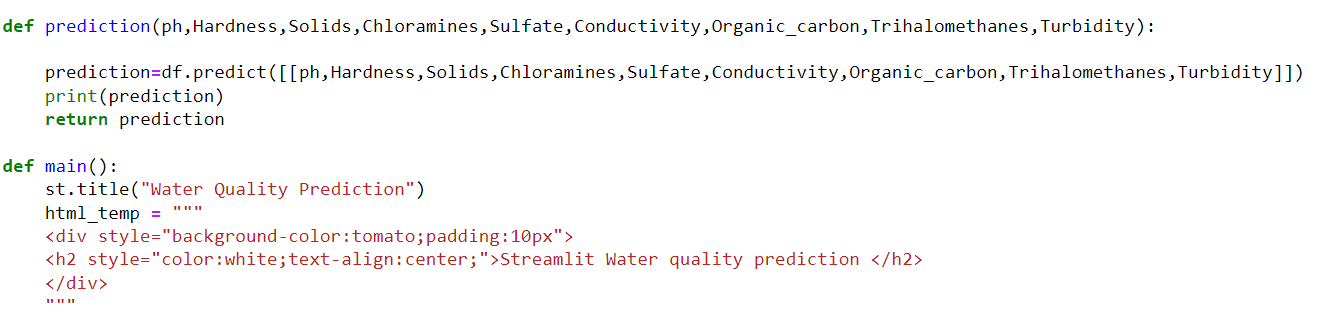 def prediction(ph,Hardness,Solids,Chloramines,Sulfate,Conductivity,Organic_carbon,Trihalomethanes,Turbidity):
    prediction=df.predict([[ph,Hardness,Solids,Chloramines,Sulfate,Conductivity,Organic_carbon,Trihalomethanes,Turbidity]])
    print(prediction)
    return prediction
def main():
    st.title("Water Quality Prediction")
    html_temp = """
    <div style="background-color:tomato;padding:10px">
    <h2 style="color:white;text-align:center;">Streamlit Water quality prediction </h2>
    </div>
    """